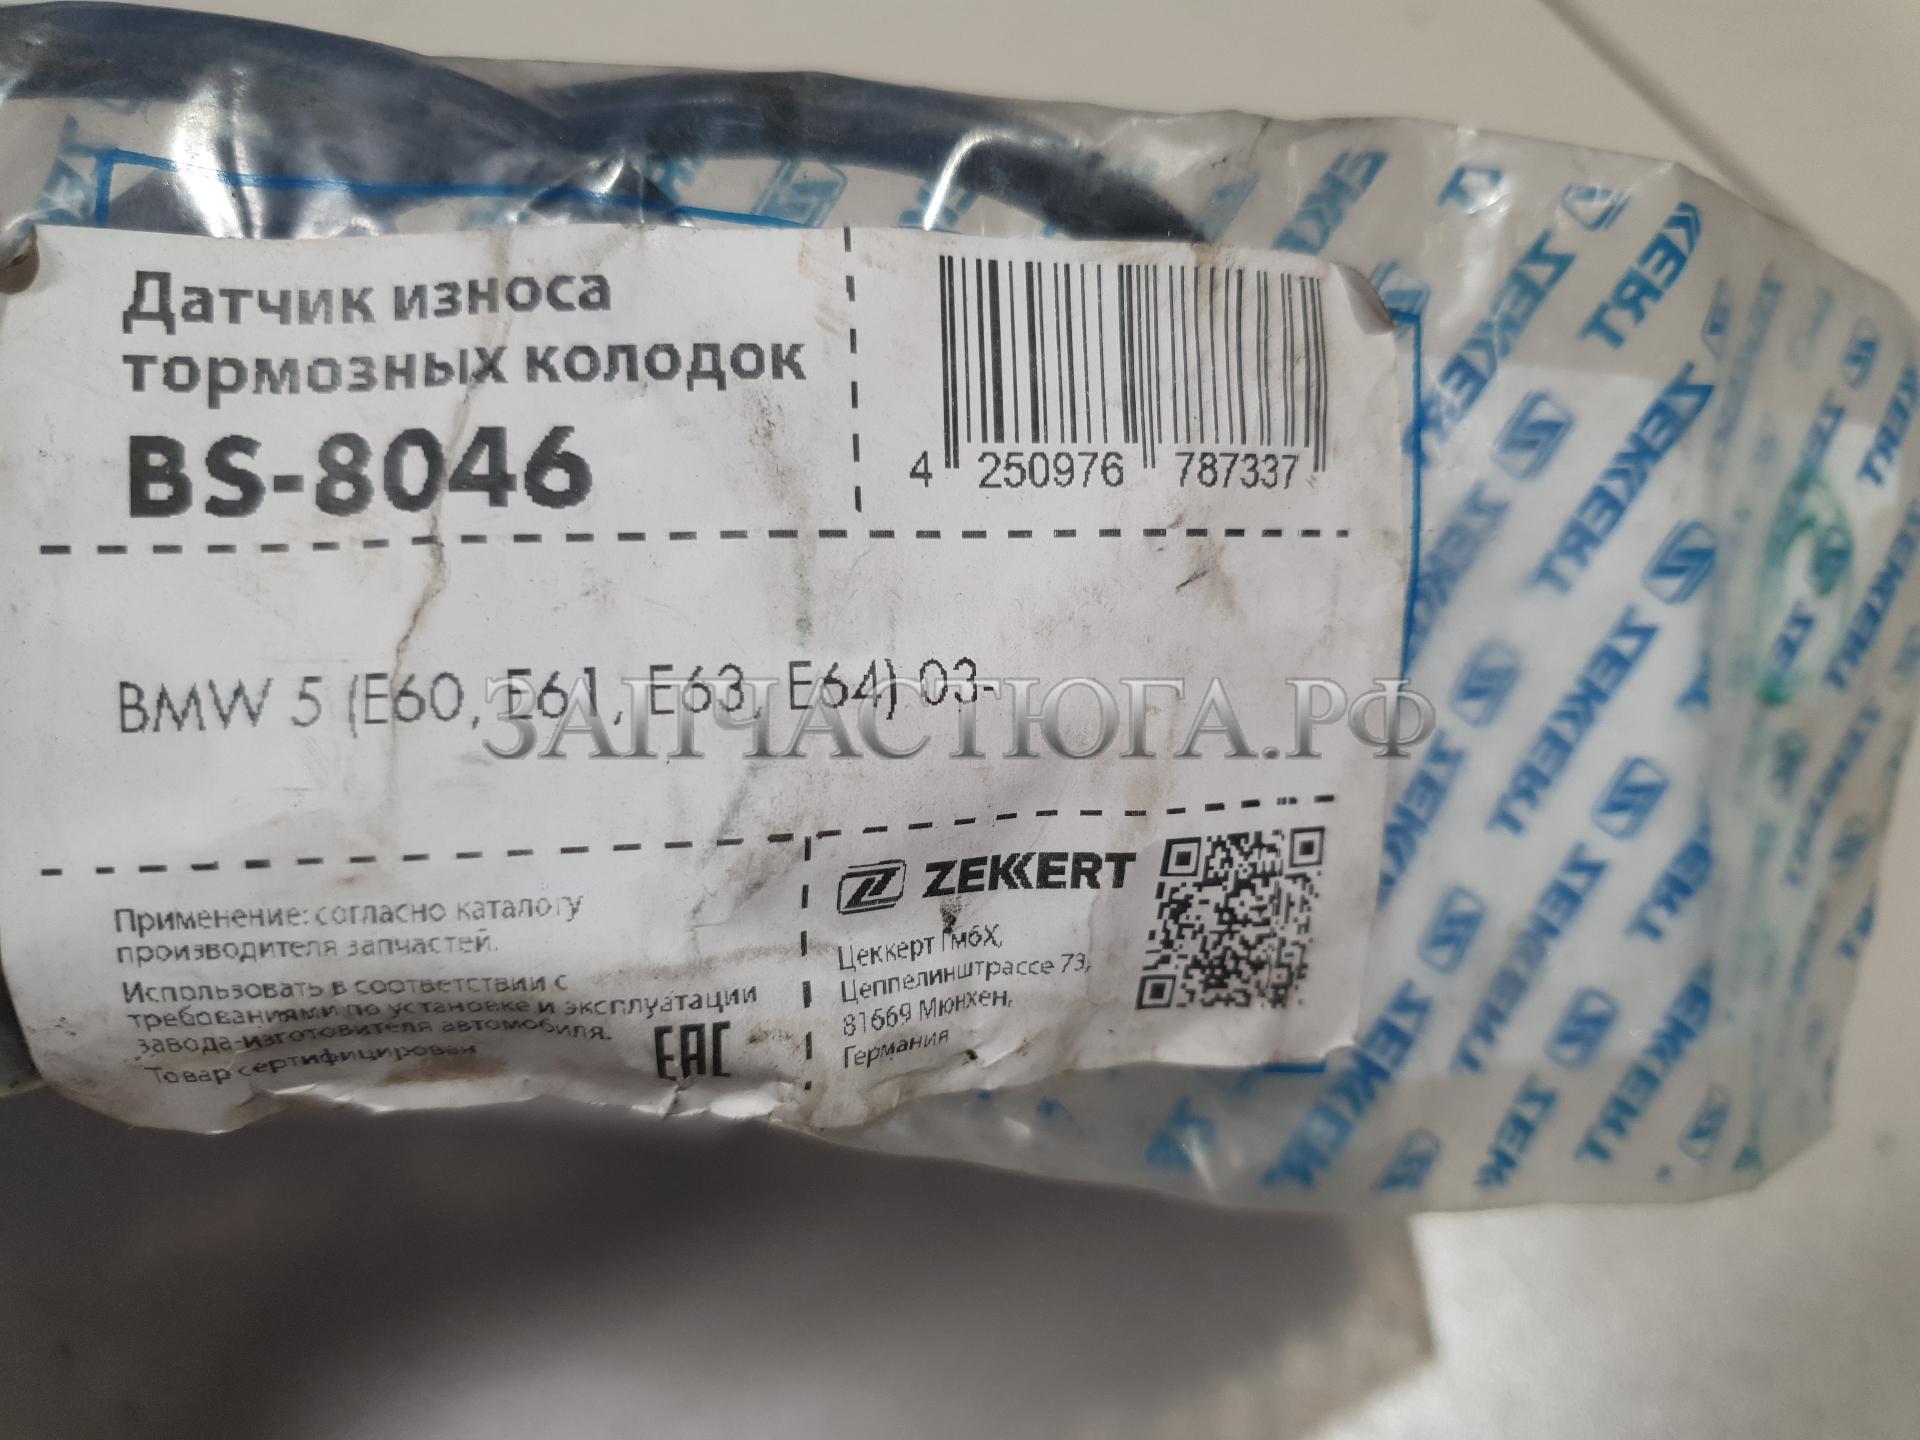 Датчик износа
тормозных колодок
BS-8046
4 250976 787337
BMW 5 (E60, E61, E63, E64) 03-
ЗАПЧАСТЮГА.РФ
Применение: согласно каталогу
производителя запчастей.
Использовать в соответствии с
требованиями по установке и эксплуатации
завода-изготовителя автомобиля.
Товар сертифицирован
EAC
ZEKKERT
Цеккерт ГмбХ,
Цеппелинштрассе 73,
81669 Мюнхен,
Германия